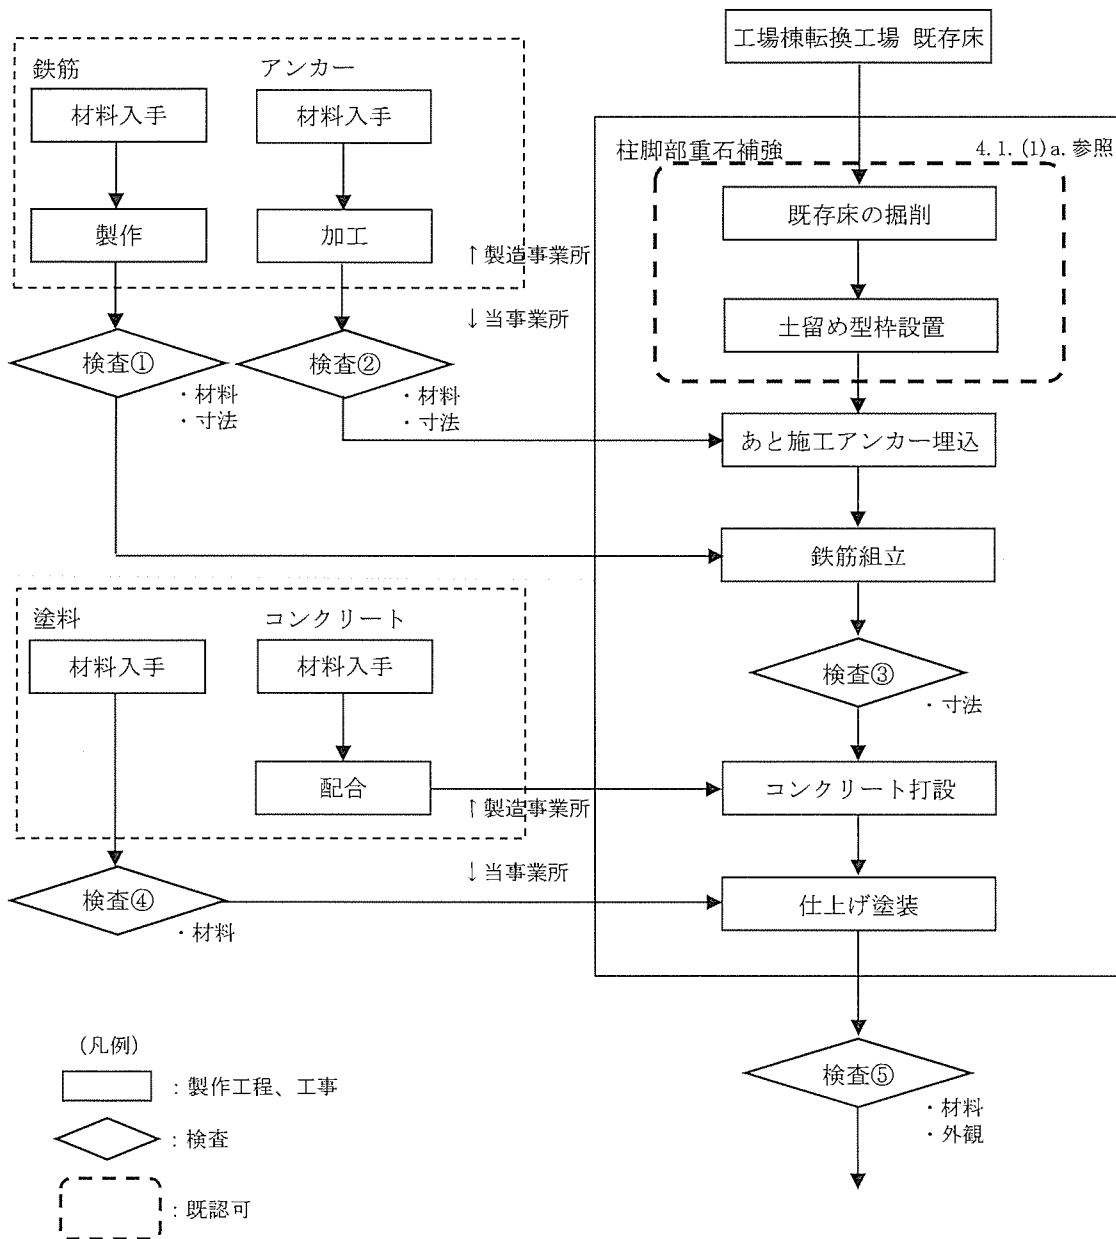 工場棟転換工場 既存床
鉄筋
アンカー
材料入手
材料入手
製作
加工
↑製造事業所
↓当事業所
検査①
・材料
・寸法
検査②
・材料
・寸法
柱脚部重石補強
4.1.(1)a.参照
既存床の掘削
土留め型枠設置
あと施工アンカー埋込
鉄筋組立
検査③
・寸法
塗料
コンクリート
材料入手
材料入手
配合
↑製造事業所
↓当事業所
コンクリート打設
検査④
・材料
仕上げ塗装
検査⑤
・材料
・外観
(凡例)
:製作工程、工事
:検査
:既認可